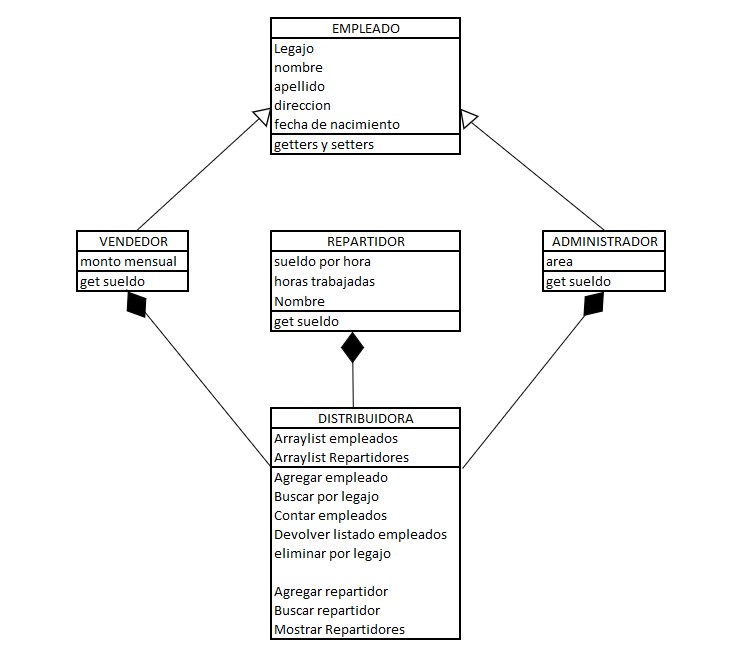 EMPLEADO
Legajo
nombre
apellido
direccion
fecha de nacimiento
getters y setters
VENDEDOR
monto mensual
get sueldo
REPARTIDOR
sueldo por hora
horas trabajadas
Nombre
get sueldo
ADMINISTRADOR
area
get sueldo
DISTRIBUIDORA
Arraylist empleados
Arraylist Repartidores
Agregar empleado
Buscar por legajo
Contar empleados
Devolver listado empleados
eliminar por legajo
Agregar repartidor
Buscar repartidor
Mostrar Repartidores